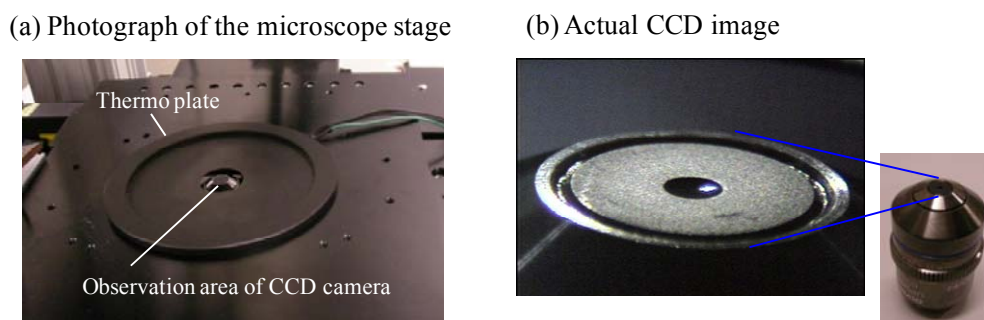 (a) Photograph of the microscope stage
(b) Actual CCD image
Thermo plate
Observation area of CCD camera